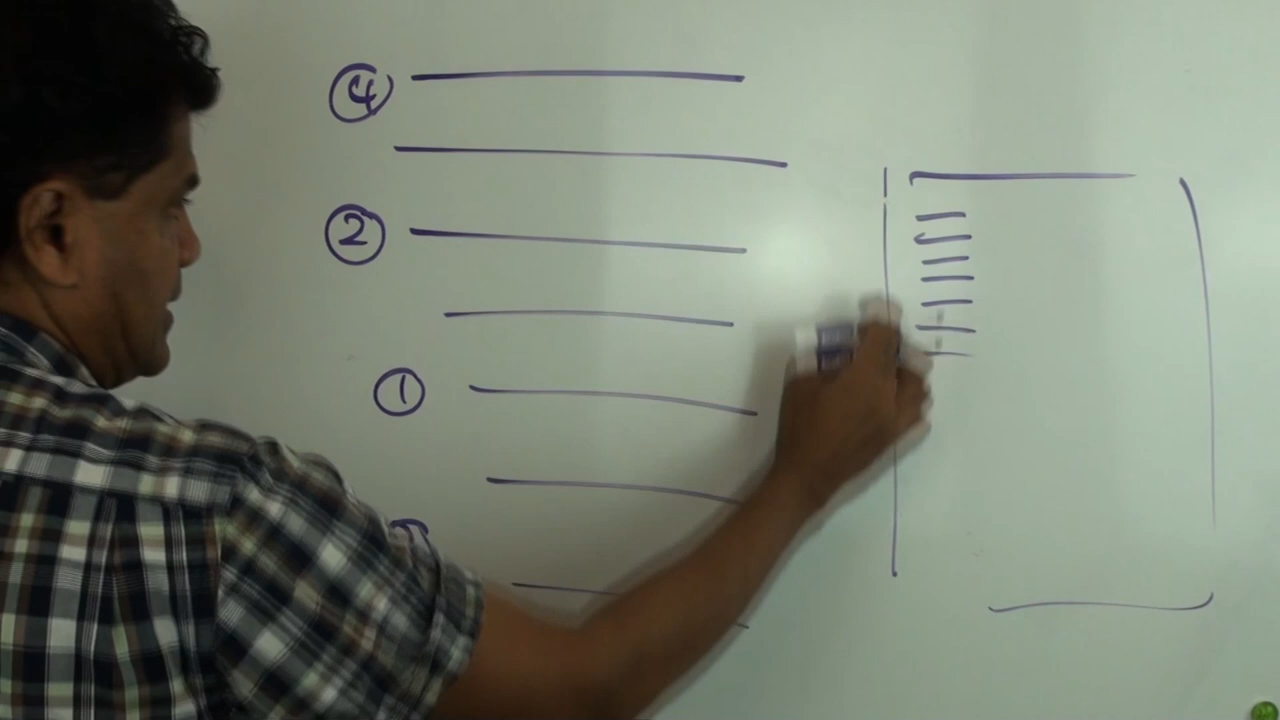 ④
②
①